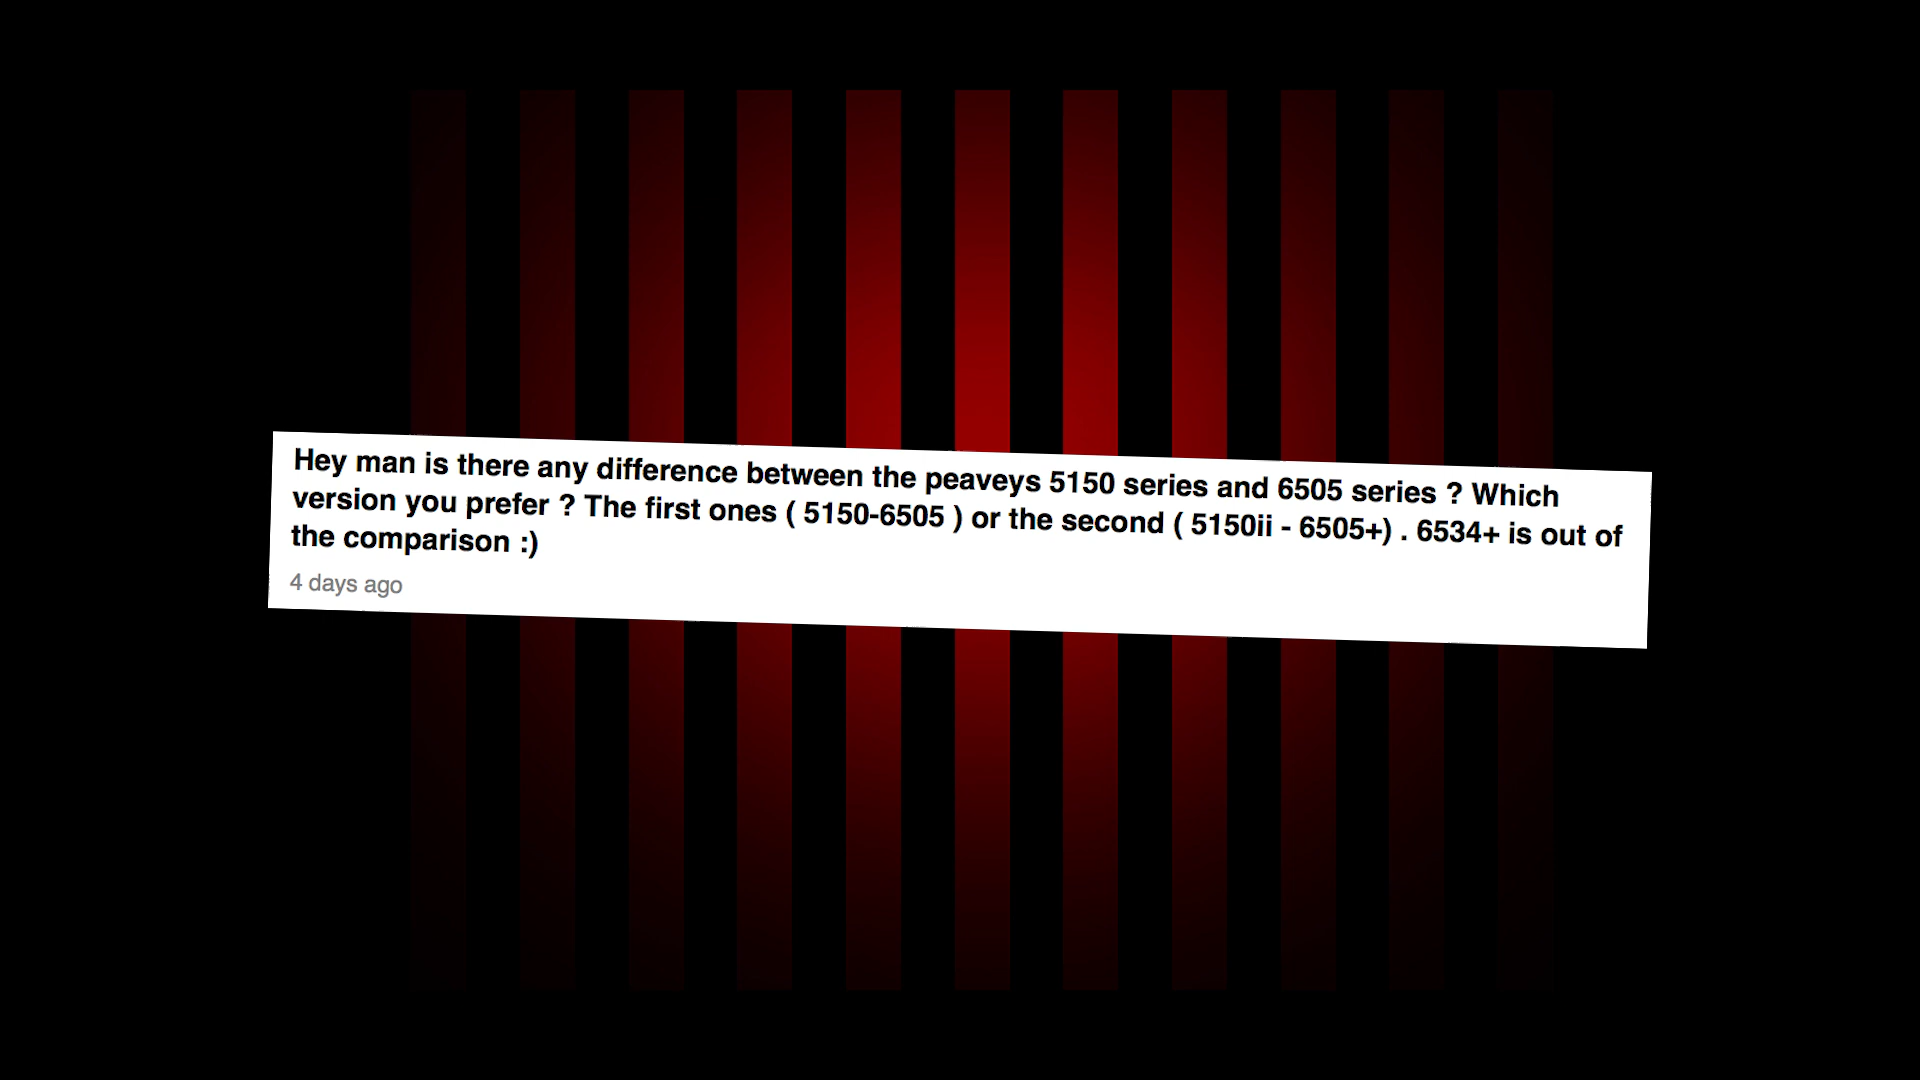 Hey man is there any difference between the peaveys 5150 series and 6505 series ? Which
version you prefer ? The first ones ( 5150-6505 ) or the second ( 5150ii - 6505+) . 6534+ is out of
the comparison :)
4 days ago